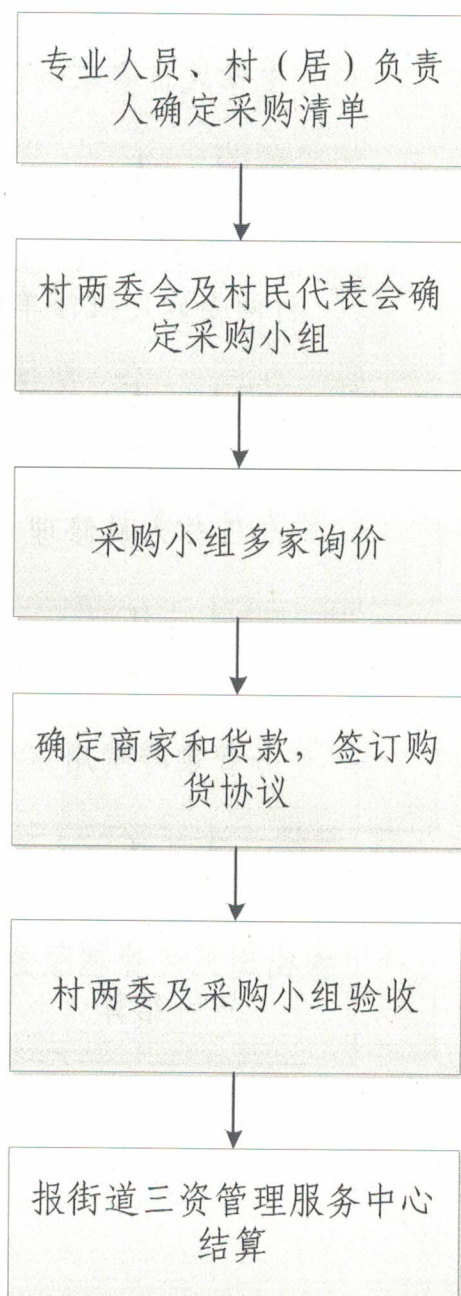 专业人员、村（居）负责
人确定采购清单
村两委会及村民代表会确
定采购小组
采购小组多家询价
确定商家和货款，签订购
货协议
村两委及采购小组验收
报街道三资管理服务中心
结算